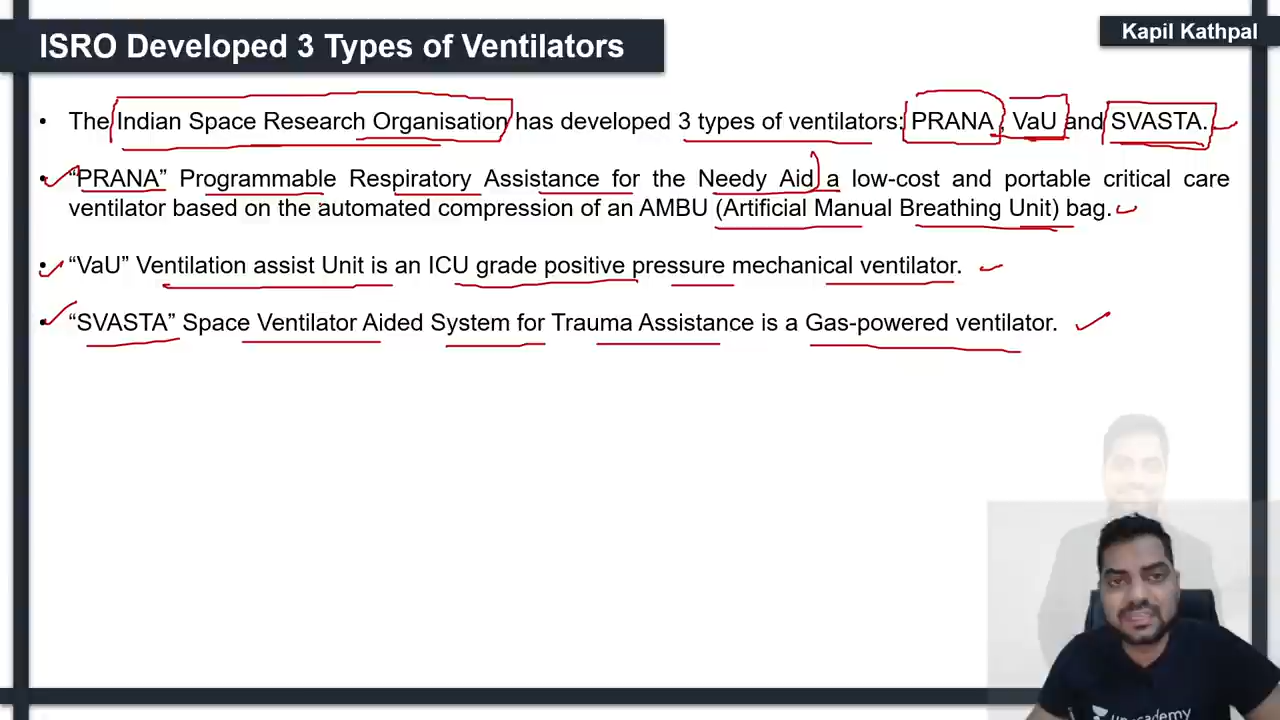 ISRO Developed 3 Types of Ventilators
Kapil Kathpal
• The Indian Space Research Organisation has developed 3 types of ventilators: PRANA, VaU and SVASTA.
• “PRANA” Programmable Respiratory Assistance for the Needy Aid a low-cost and portable critical care
ventilator based on the automated compression of an AMBU (Artificial Manual Breathing Unit) bag.
• “VaU” Ventilation assist Unit is an ICU grade positive pressure mechanical ventilator.
• “SVASTA” Space Ventilator Aided System for Trauma Assistance is a Gas-powered ventilator.